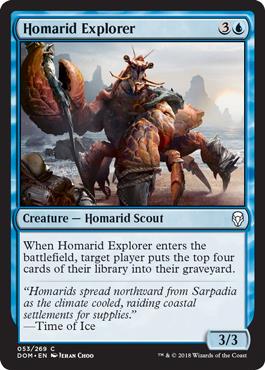 Homarid Explorer 3
Creature — Homarid Scout
When Homarid Explorer enters the
battlefield, target player puts the top four
cards of their library into their graveyard.
“Homarids spread northward from Sarpadia
as the climate cooled, raiding coastal
settlements for supplies.”
—Time of Ice
3/3
053/269 C
DOM • EN Jehan Choo
™ & © 2018 Wizards of the Coast